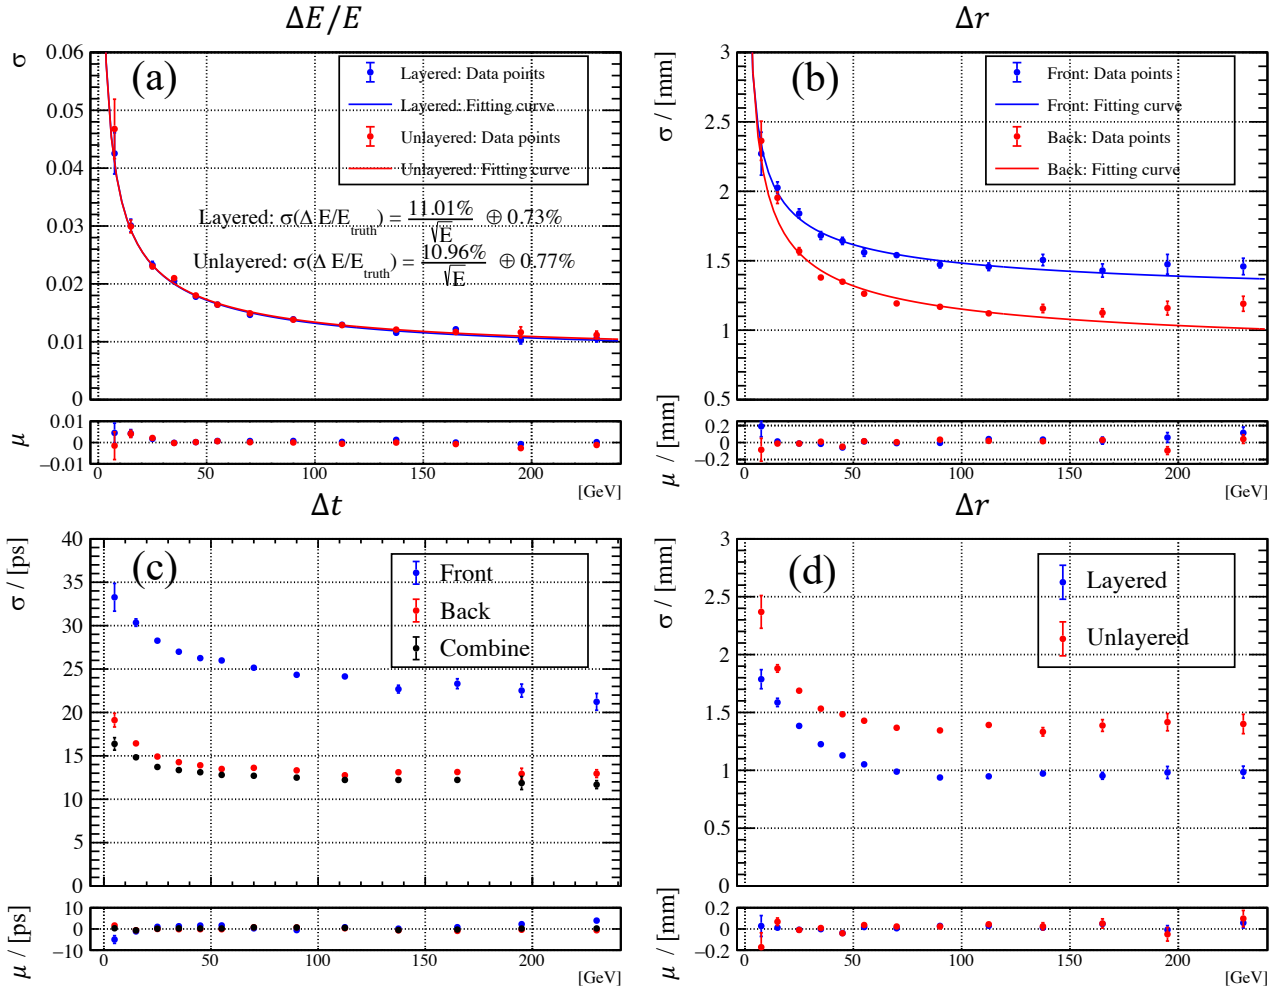 ΔE/E
σ
0.06
0.05
0.04
0.03
0.02
0.01
0
(a)
Layered: Data points
Layered: Fitting curve
Unlayered: Data points
Unlayered: Fitting curve
Layered: σ(Δ E/E_truth) = 11.01%/√E ⊕ 0.73%
Unlayered: σ(Δ E/E_truth) = 10.96%/√E ⊕ 0.77%
μ
0.01
0
−0.01
0 50 100 150 200
[GeV]
Δr
σ / [mm]
3
2.5
2
1.5
1
0.5
(b)
Front: Data points
Front: Fitting curve
Back: Data points
Back: Fitting curve
μ / [mm]
0.2
0
−0.2
0 50 100 150 200
[GeV]
Δt
σ / [ps]
40
35
30
25
20
15
10
5
0
(c)
Front
Back
Combine
μ / [ps]
10
0
−10
0 50 100 150 200
[GeV]
Δr
σ / [mm]
3
2.5
2
1.5
1
0.5
0
(d)
Layered
Unlayered
μ / [mm]
0.2
0
−0.2
0 50 100 150 200
[GeV]